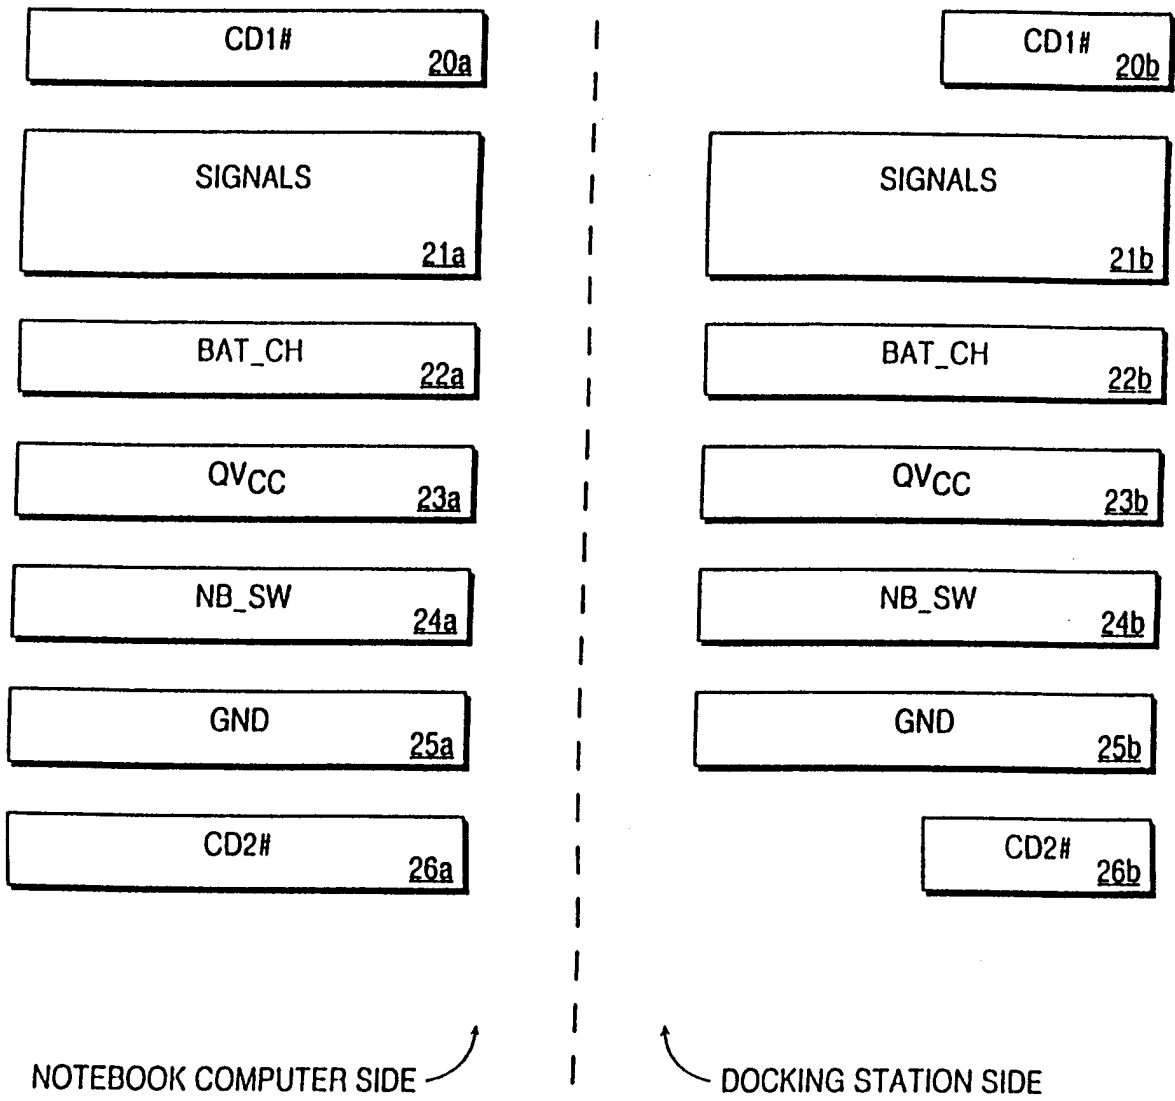 CD1#
20a
CD1#
20b
SIGNALS
21a
SIGNALS
21b
BAT_CH
22a
BAT_CH
22b
QVCC
23a
QVCC
23b
NB_SW
24a
NB_SW
24b
GND
25a
GND
25b
CD2#
26a
CD2#
26b
NOTEBOOK COMPUTER SIDE
DOCKING STATION SIDE